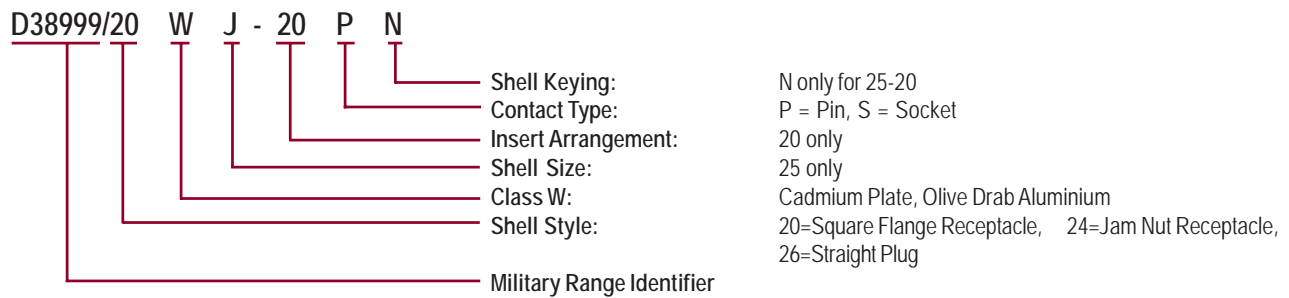 D38999/20 W J - 20 P N
Shell Keying: N only for 25-20
Contact Type: P = Pin, S = Socket
Insert Arrangement: 20 only
Shell Size: 25 only
Class W: Cadmium Plate, Olive Drab Aluminium
Shell Style: 20=Square Flange Receptacle, 24=Jam Nut Receptacle,
26=Straight Plug
Military Range Identifier